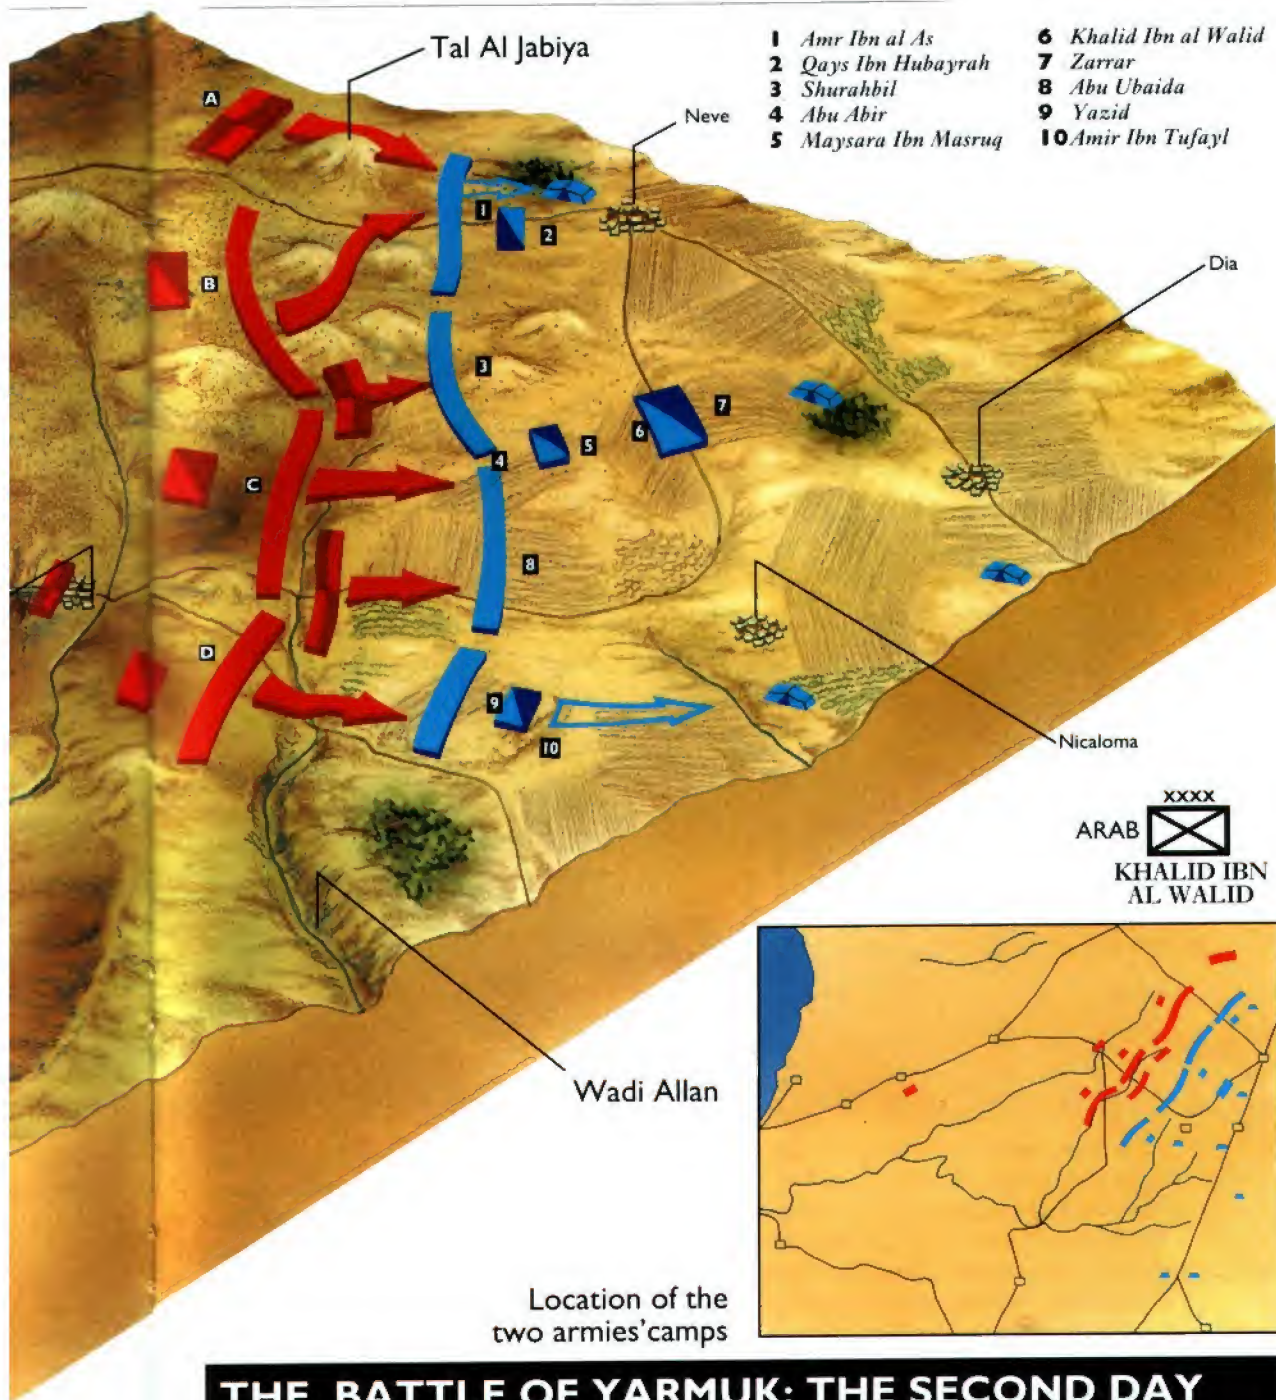 Tal Al Jabiya
1 Amr Ibn al As
2 Qays Ibn Hubayrah
3 Shurahbil
4 Abu Abir
5 Maysara Ibn Masruq
6 Khalid Ibn al Walid
7 Zarrar
8 Abu Ubaida
9 Yazid
10 Amir Ibn Tufayl
A
Neve
1
2
Dia
B
3
7
6
5
4
C
8
D
9
10
Nicaloma
xxxx
ARAB
KHALID IBN
AL WALID
Wadi Allan
Location of the
two armies' camps
THE BATTLE OF YARMUK: THE SECOND DAY